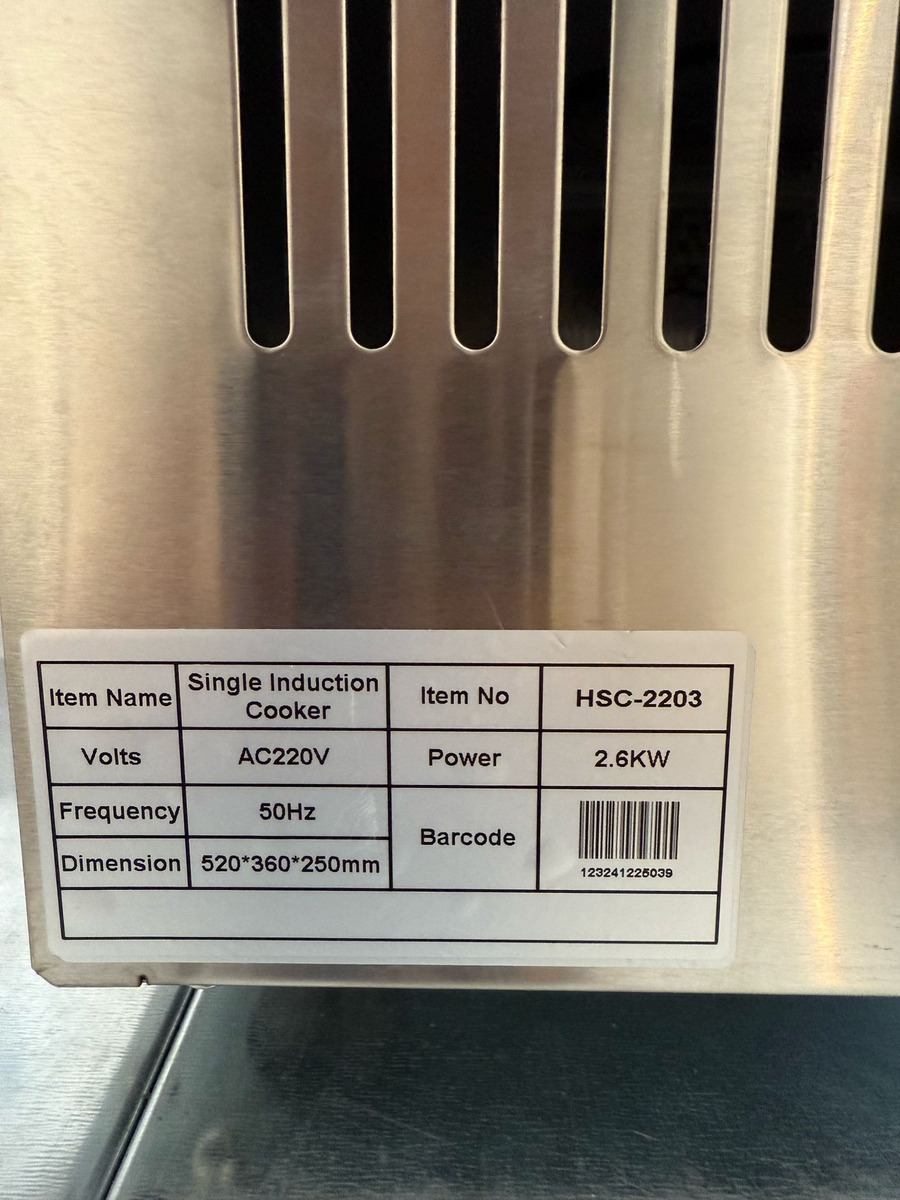 Item Name
Single Induction
Cooker
Item No
HSC-2203
Volts
AC220V
Power
2.6KW
Frequency
50Hz
Barcode
123241225039
Dimension
520*360*250mm